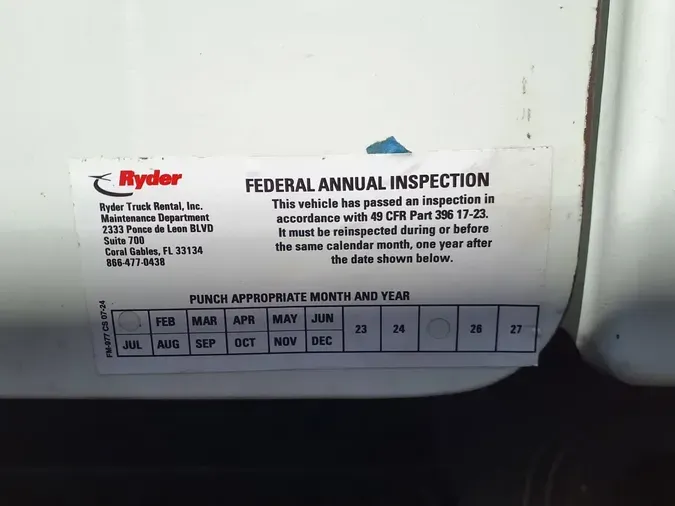 Ryder
Ryder Truck Rental, Inc.
Maintenance Department
2333 Ponce de Leon BLVD
Suite 700
Coral Gables, FL 33134
866-477-0438
FEDERAL ANNUAL INSPECTION
This vehicle has passed an inspection in
accordance with 49 CFR Part 396 17-23.
It must be reinspected during or before
the same calendar month, one year after
the date shown below.
PUNCH APPROPRIATE MONTH AND YEAR
FEB MAR APR MAY JUN 23 24 26 27
JUL AUG SEP OCT NOV DEC
FM-977 CS 07-24